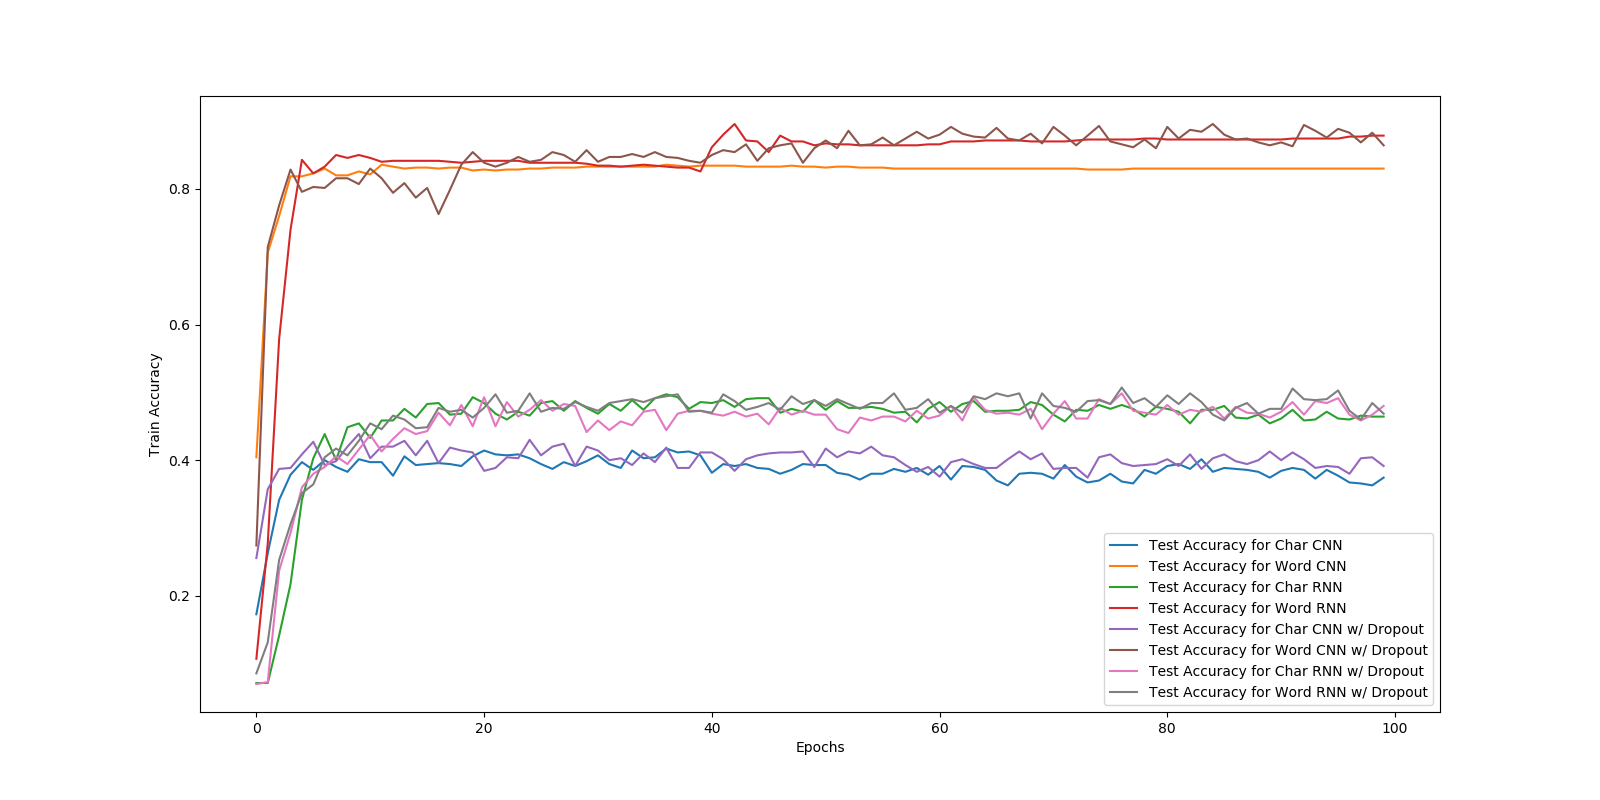 Train Accuracy
0.8
0.6
0.4
0.2
0
20
40
60
80
100
Epochs
Test Accuracy for Char CNN
Test Accuracy for Word CNN
Test Accuracy for Char RNN
Test Accuracy for Word RNN
Test Accuracy for Char CNN w/ Dropout
Test Accuracy for Word CNN w/ Dropout
Test Accuracy for Char RNN w/ Dropout
Test Accuracy for Word RNN w/ Dropout